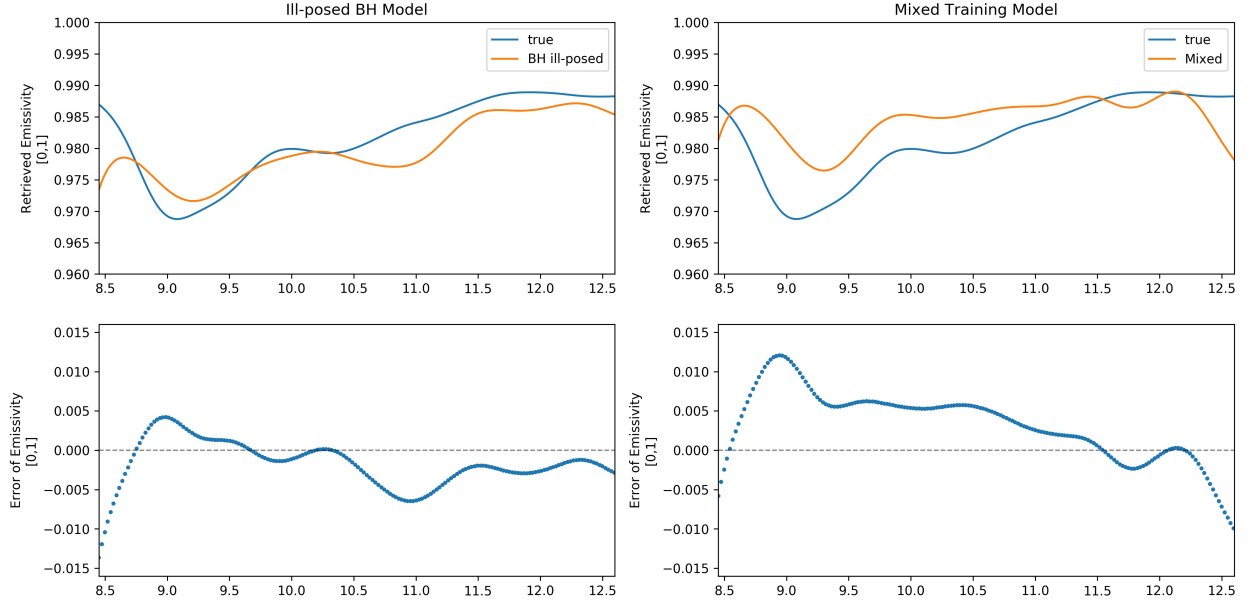 Ill-posed BH Model
1.000
0.995
0.990
0.985
0.980
0.975
0.970
0.965
0.960
Retrieved Emissivity
[0,1]
true
BH ill-posed
8.5 9.0 9.5 10.0 10.5 11.0 11.5 12.0 12.5
Mixed Training Model
1.000
0.995
0.990
0.985
0.980
0.975
0.970
0.965
0.960
Retrieved Emissivity
[0,1]
true
Mixed
8.5 9.0 9.5 10.0 10.5 11.0 11.5 12.0 12.5
0.015
0.010
0.005
0.000
−0.005
−0.010
−0.015
Error of Emissivity
[0,1]
8.5 9.0 9.5 10.0 10.5 11.0 11.5 12.0 12.5
0.015
0.010
0.005
0.000
−0.005
−0.010
−0.015
Error of Emissivity
[0,1]
8.5 9.0 9.5 10.0 10.5 11.0 11.5 12.0 12.5